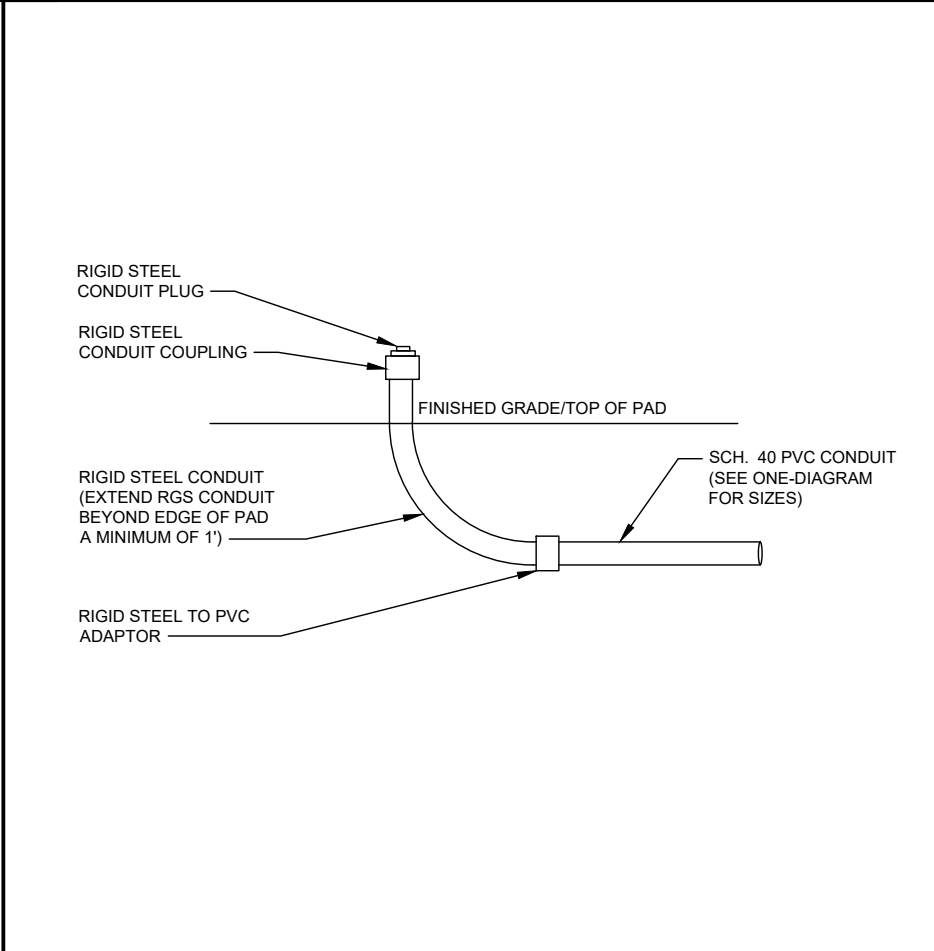 RIGID STEEL
CONDUIT PLUG
RIGID STEEL
CONDUIT COUPLING
FINISHED GRADE/TOP OF PAD
RIGID STEEL CONDUIT
(EXTEND RGS CONDUIT
BEYOND EDGE OF PAD
A MINIMUM OF 1')
SCH. 40 PVC CONDUIT
(SEE ONE-DIAGRAM
FOR SIZES)
RIGID STEEL TO PVC
ADAPTOR